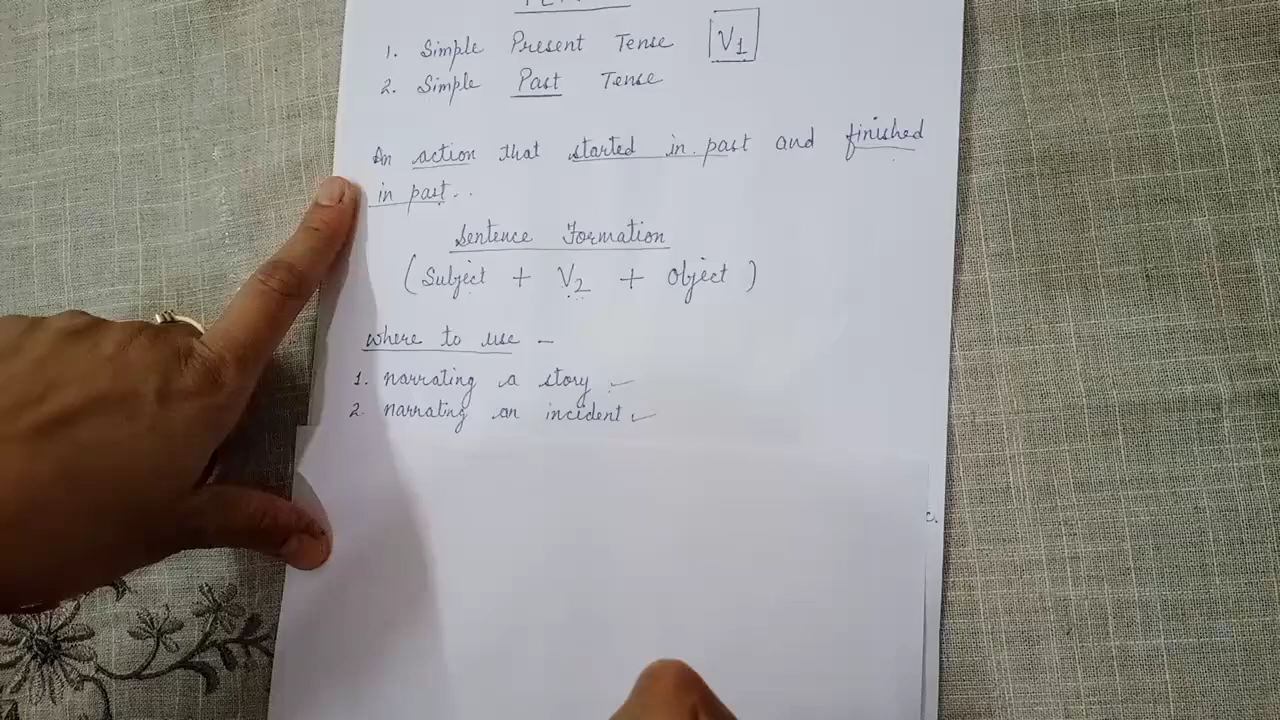 1. Simple Present Tense V1
2. Simple Past Tense
An action that started in past and finished
in past..
Sentence Formation
(Subject + V2 + Object)
where to use -
1. narrating a story ✓
2. narrating an incident ✓